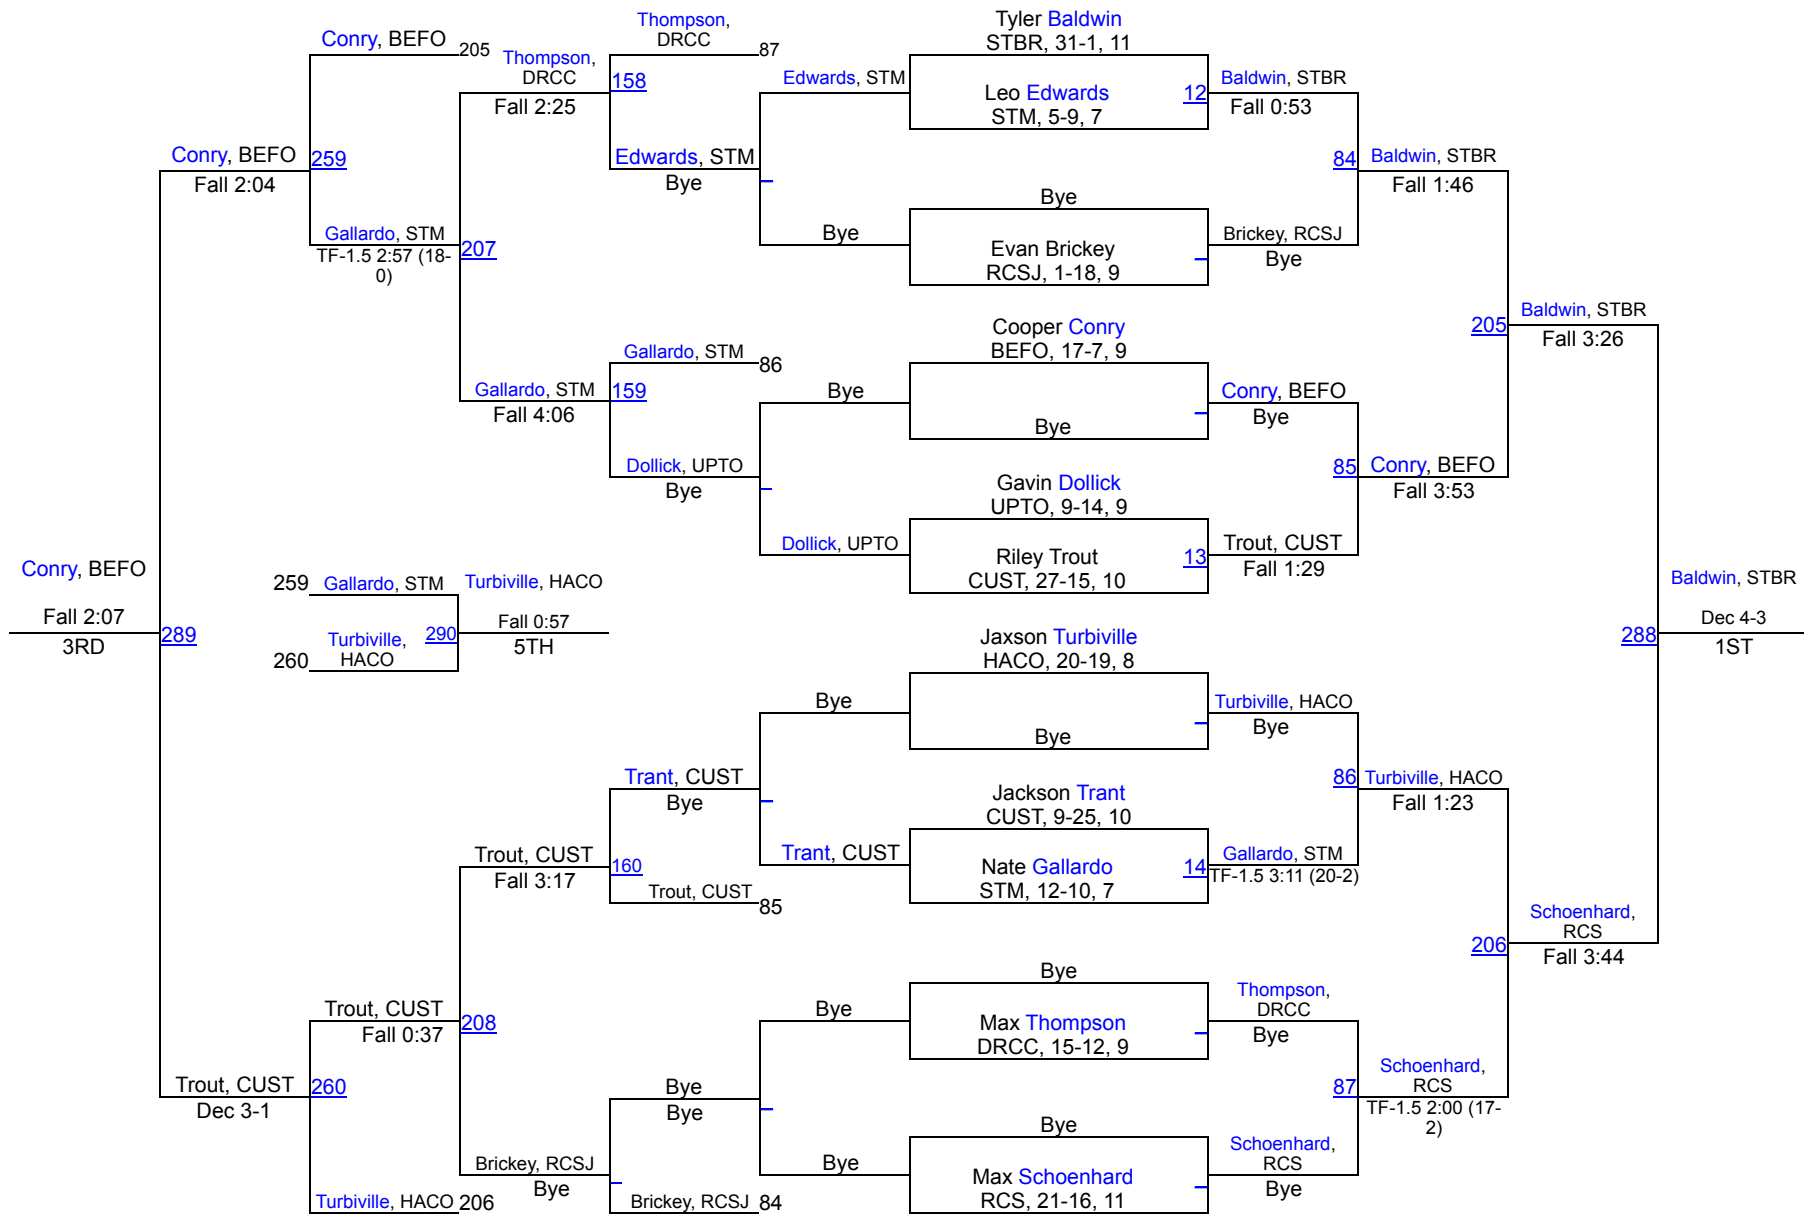 Conry, BEFO
205
Thompson,
DRCC
Fall 2:25
Thompson,
DRCC
87
158
Edwards, STM
Bye
Edwards, STM
Bye
Tyler Baldwin
STBR, 31-1, 11
Leo Edwards
STM, 5-9, 7
12
Baldwin, STBR
Fall 0:53
Bye
Evan Brickey
RCSJ, 1-18, 9
Brickey, RCSJ
Bye
84
Baldwin, STBR
Fall 1:46
Conry, BEFO
Fall 2:04
259
Gallardo, STM
TF-1.5 2:57 (18-
0)
207
Gallardo, STM
86
Gallardo, STM
Fall 4:06
159
Dollick, UPTO
Bye
Bye
Dollick, UPTO
Cooper Conry
BEFO, 17-7, 9
Bye
Conry, BEFO
Bye
Gavin Dollick
UPTO, 9-14, 9
Riley Trout
CUST, 27-15, 10
13
Trout, CUST
Fall 1:29
85
Conry, BEFO
Fall 3:53
205
Baldwin, STBR
Fall 3:26
Conry, BEFO
Fall 2:07
3RD
289
259
Gallardo, STM
260
Turbiville,
HACO
290
Turbiville, HACO
Fall 0:57
5TH
288
Baldwin, STBR
Dec 4-3
1ST
Jaxson Turbiville
HACO, 20-19, 8
Bye
Bye
Turbiville, HACO
Bye
Trant, CUST
Bye
Trant, CUST
Jackson Trant
CUST, 9-25, 10
Nate Gallardo
STM, 12-10, 7
14
Gallardo, STM
TF-1.5 3:11 (20-2)
86
Turbiville, HACO
Fall 1:23
Trout, CUST
Fall 3:17
160
Trout, CUST
85
206
Schoenhard,
RCS
Fall 3:44
Bye
Max Thompson
DRCC, 15-12, 9
Bye
Thompson,
DRCC
Bye
Trout, CUST
Fall 0:37
208
Bye
Bye
Bye
Bye
Max Schoenhard
RCS, 21-16, 11
Schoenhard,
RCS
Bye
87
Schoenhard,
RCS
TF-1.5 2:00 (17-
2)
Trout, CUST
Dec 3-1
260
Brickey, RCSJ
Bye
Brickey, RCSJ
84
Turbiville, HACO
206